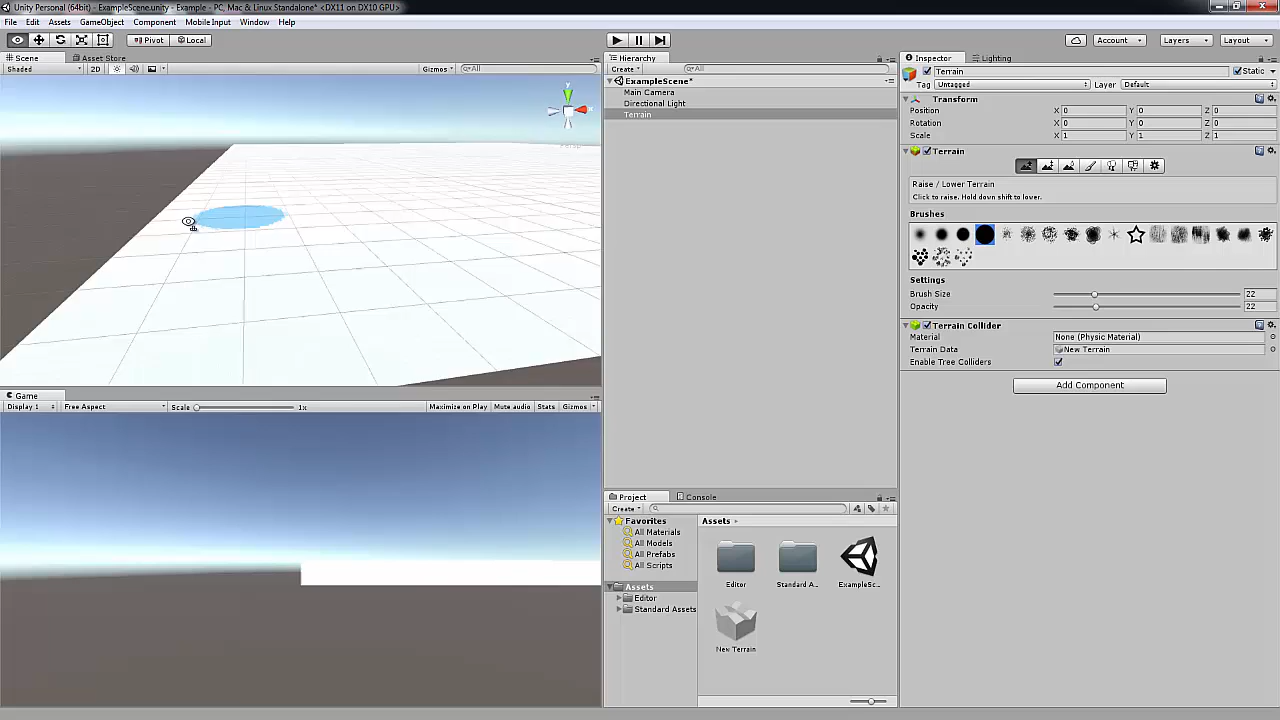 Unity Personal (64bit) - ExampleScene.unity - Example - PC, Mac & Linux Standalone* <DX11 on DX10 GPU>
File Edit Assets GameObject Component Mobile Input Window Help
Pivot Local Account Layers Layout
Scene Asset Store
Shaded 2D Gizmos All
y
x
Persp
Game
Display 1 Free Aspect Scale 1x Maximize on Play Mute audio Stats Gizmos
Hierarchy
Create All
ExampleScene*
Main Camera
Directional Light
Terrain
Project Console
Create
Favorites
All Materials
All Models
All Prefabs
All Scripts
Assets
Editor
Standard Assets
Assets
Editor Standard A... ExampleSc...
New Terrain
Inspector Lighting
Terrain Static
Tag Untagged Layer Default
Transform
Position X 0 Y 0 Z 0
Rotation X 0 Y 0 Z 0
Scale X 1 Y 1 Z 1
Terrain
Raise / Lower Terrain
Click to raise. Hold down shift to lower.
Brushes
Settings
Brush Size 22
Opacity 22
Terrain Collider
Material None (Physic Material)
Terrain Data New Terrain
Enable Tree Colliders
Add Component